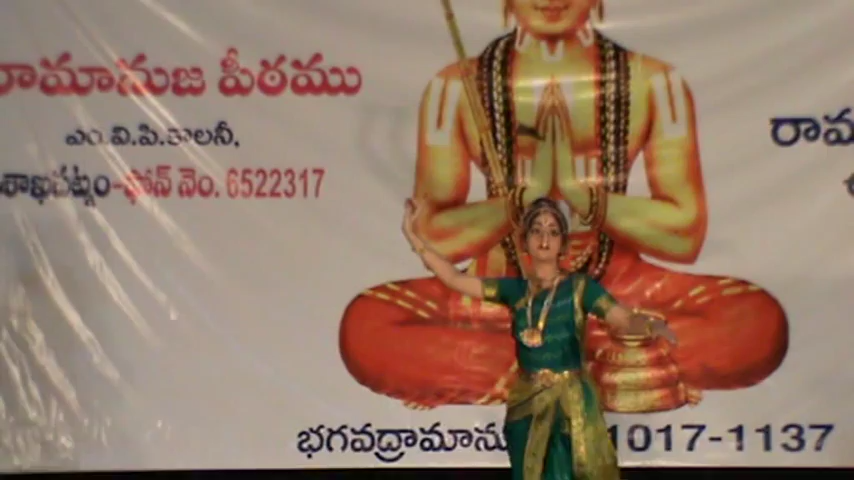 రామానుజ పీఠము
ఎం.వి.పి.కాలనీ,
శాఖపట్నం-ఫోన్ నెం. 6522317
రామ
భగవద్రామాను 1017-1137